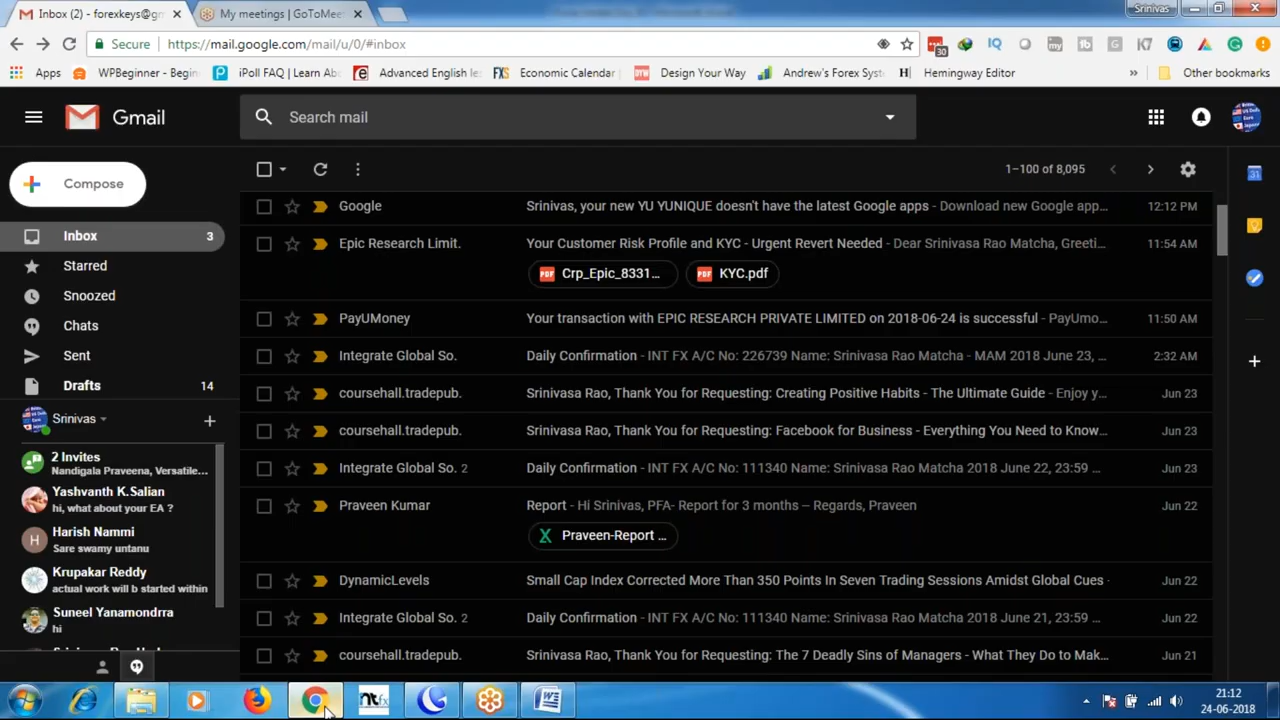 Inbox (2) - forexkeys@gm
My meetings | GoToMeet
Srinivas
Secure
https://mail.google.com/mail/u/0/#inbox
30
Apps
WPBeginner - Begin
iPoll FAQ | Learn Ab
Advanced English le
Economic Calendar
Design Your Way
Andrew's Forex Syst
Hemingway Editor
»
Other bookmarks
Gmail
Search mail
Compose
1–100 of 8,095
Inbox 3
Starred
Snoozed
Chats
Sent
Drafts 14
Srinivas
2 Invites
Nandigala Praveena, Versatile...
Yashvanth K.Salian
hi, what about your EA ?
Harish Nammi
Sare swamy untanu
Krupakar Reddy
actual work will b started within
Suneel Yanamondrra
hi
Google Srinivas, your new YU YUNIQUE doesn't have the latest Google apps - Download new Google app... 12:12 PM
Epic Research Limit. Your Customer Risk Profile and KYC - Urgent Revert Needed - Dear Srinivasa Rao Matcha, Greeti... 11:54 AM
PDF Crp_Epic_8331... PDF KYC.pdf
PayUMoney Your transaction with EPIC RESEARCH PRIVATE LIMITED on 2018-06-24 is successful - PayUmo... 11:50 AM
Integrate Global So. Daily Confirmation - INT FX A/C No: 226739 Name: Srinivasa Rao Matcha - MAM 2018 June 23, ... 2:32 AM
coursehall.tradepub. Srinivasa Rao, Thank You for Requesting: Creating Positive Habits - The Ultimate Guide - Enjoy y... Jun 23
coursehall.tradepub. Srinivasa Rao, Thank You for Requesting: Facebook for Business - Everything You Need to Know... Jun 23
Integrate Global So. 2 Daily Confirmation - INT FX A/C No: 111340 Name: Srinivasa Rao Matcha 2018 June 22, 23:59 ... Jun 23
Praveen Kumar Report - Hi Srinivas, PFA- Report for 3 months -- Regards, Praveen Jun 22
X Praveen-Report ...
DynamicLevels Small Cap Index Corrected More Than 350 Points In Seven Trading Sessions Amidst Global Cues - Jun 22
Integrate Global So. 2 Daily Confirmation - INT FX A/C No: 111340 Name: Srinivasa Rao Matcha 2018 June 21, 23:59 ... Jun 22
coursehall.tradepub. Srinivasa Rao, Thank You for Requesting: The 7 Deadly Sins of Managers - What They Do to Mak... Jun 21
31
21:12
24-06-2018